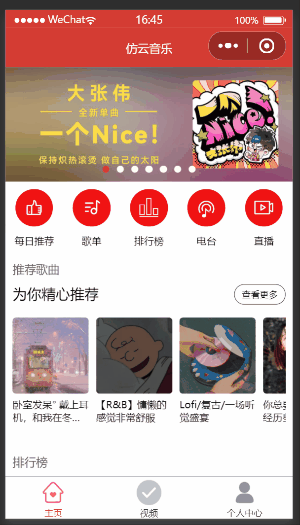 WeChat
16:45
100%
仿云音乐
大张伟
全新单曲
一个Nice!
保持炽热滚烫 做自己的太阳
Nice!
每日推荐
歌单
排行榜
电台
直播
推荐歌曲
为你精心推荐
查看更多
卧室发呆" 戴上耳
机，和我在冬...
【R&B】慵懒的
感觉非常舒服
Lofi/复古/一场听
觉盛宴
你总
经历
排行榜
主页
视频
个人中心